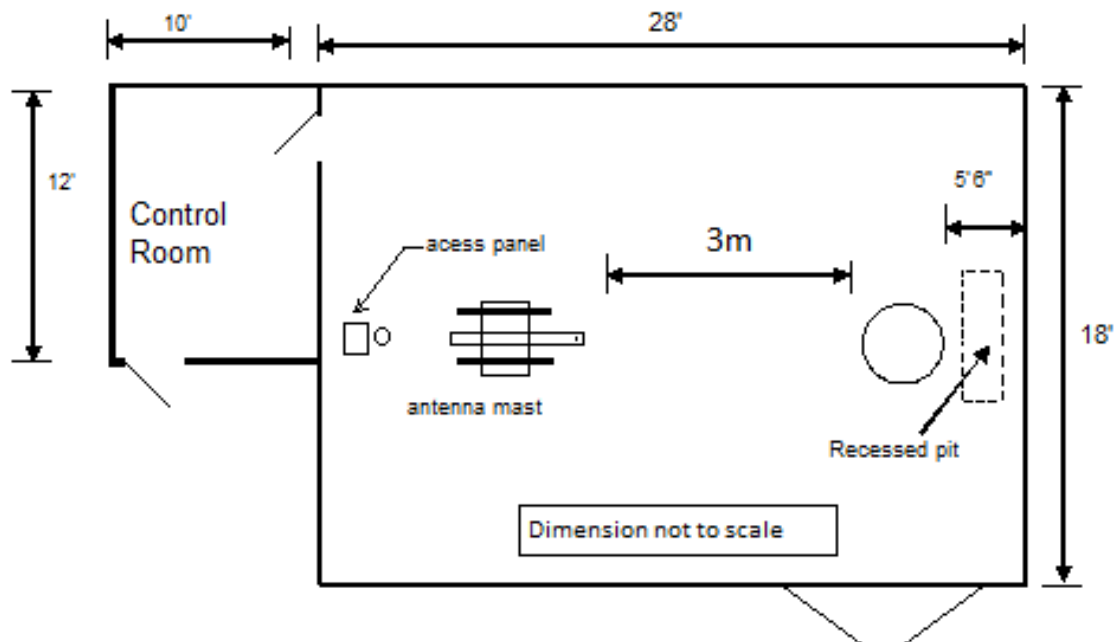 10'
28'
12'
5'6"
Control
Room
acess panel
3m
18'
antenna mast
Recessed pit
Dimension not to scale